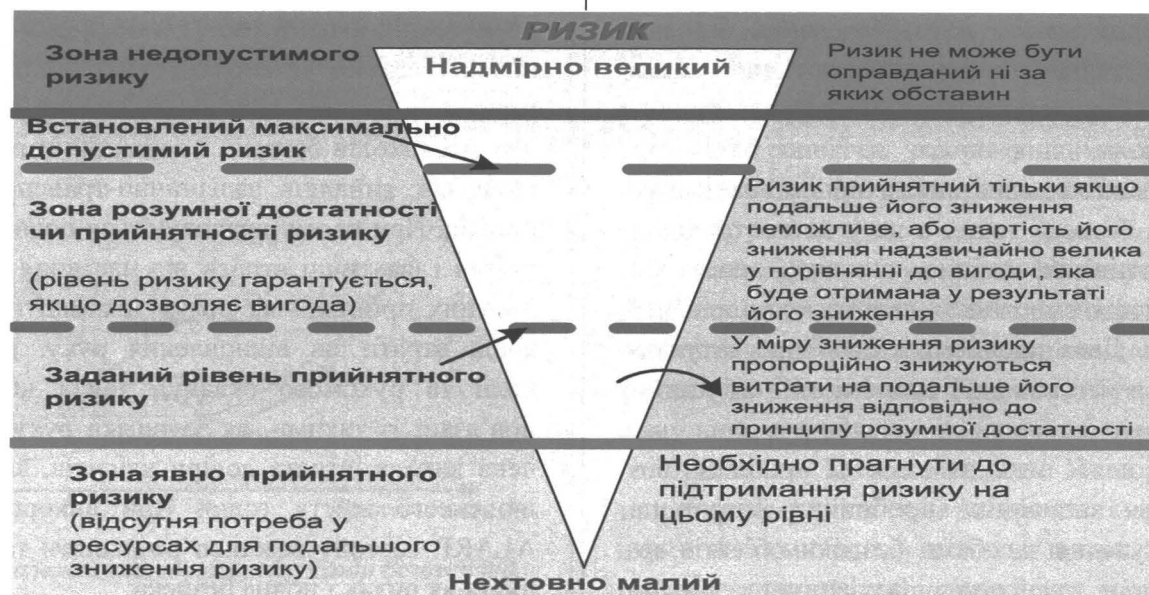 РИЗИК
Зона недопустимого
ризику
Надмірно великий
Ризик не може бути
оправданий ні за
яких обставин
Встановлений максимально
допустимий ризик
Зона розумної достатності
чи прийнятності ризику
(рівень ризику гарантується,
якщо дозволяє вигода)
Ризик прийнятний тільки якщо
подальше його зниження
неможливе, або вартість його
зниження надзвичайно велика
у порівнянні до вигоди, яка
буде отримана у результаті
його зниження
Заданий рівень прийнятного
ризику
У міру зниження ризику
пропорційно знижуються
витрати на подальше його
зниження відповідно до
принципу розумної достатності
Зона явно прийнятного
ризику
(відсутня потреба у
ресурсах для подальшого
зниження ризику)
Необхідно прагнути до
підтримання ризику на
цьому рівні
Нехтовно малий